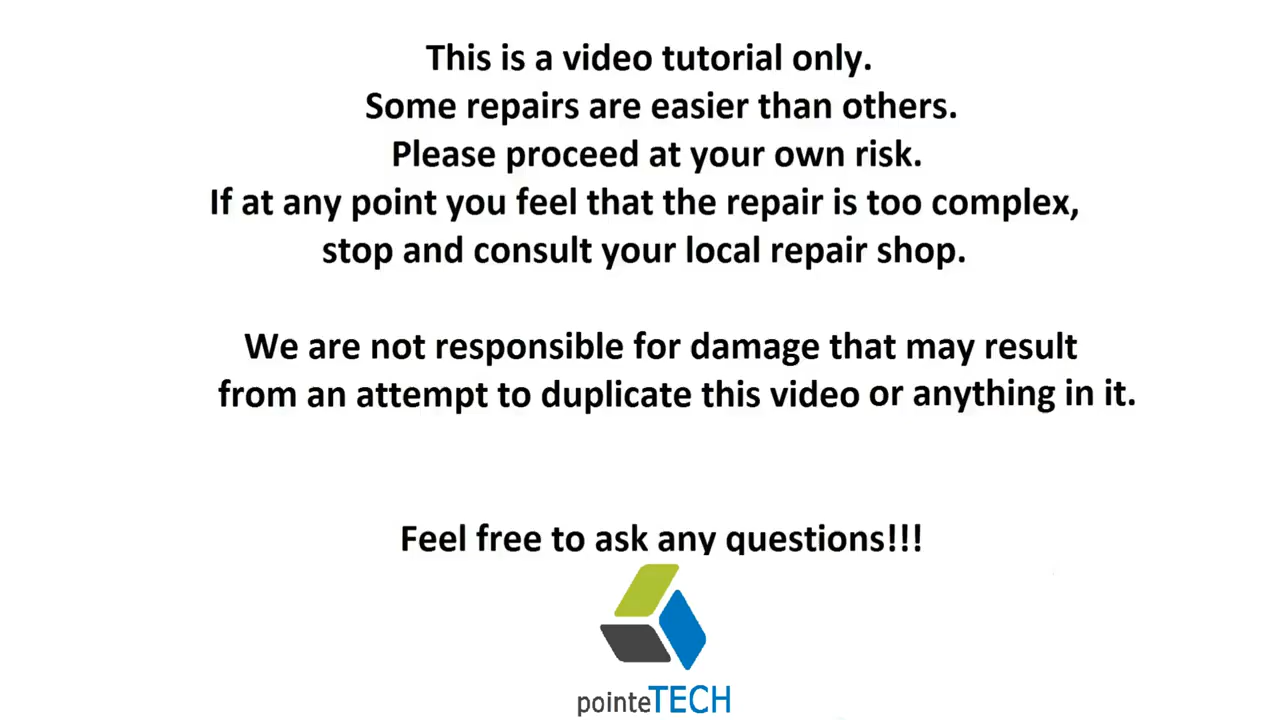 This is a video tutorial only.
Some repairs are easier than others.
Please proceed at your own risk.
If at any point you feel that the repair is too complex,
stop and consult your local repair shop.
We are not responsible for damage that may result
from an attempt to duplicate this video or anything in it.
Feel free to ask any questions!!!
pointeTECH